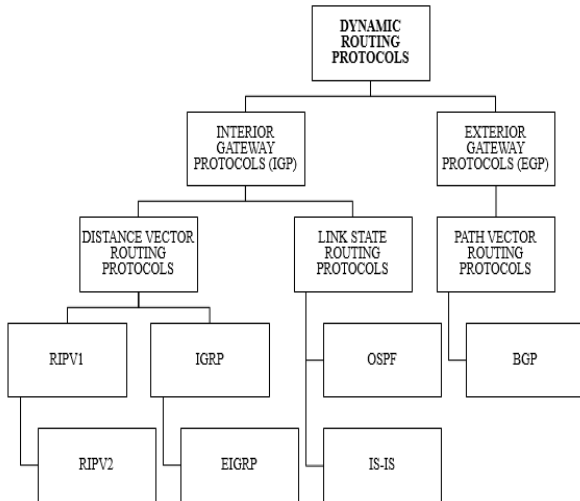 DYNAMIC
ROUTING
PROTOCOLS
INTERIOR
GATEWAY
PROTOCOLS (IGP)
EXTERIOR
GATEWAY
PROTOCOLS (EGP)
DISTANCE VECTOR
ROUTING
PROTOCOLS
LINK STATE
ROUTING
PROTOCOLS
PATH VECTOR
ROUTING
PROTOCOLS
RIPV1
IGRP
OSPF
BGP
RIPV2
EIGRP
IS-IS